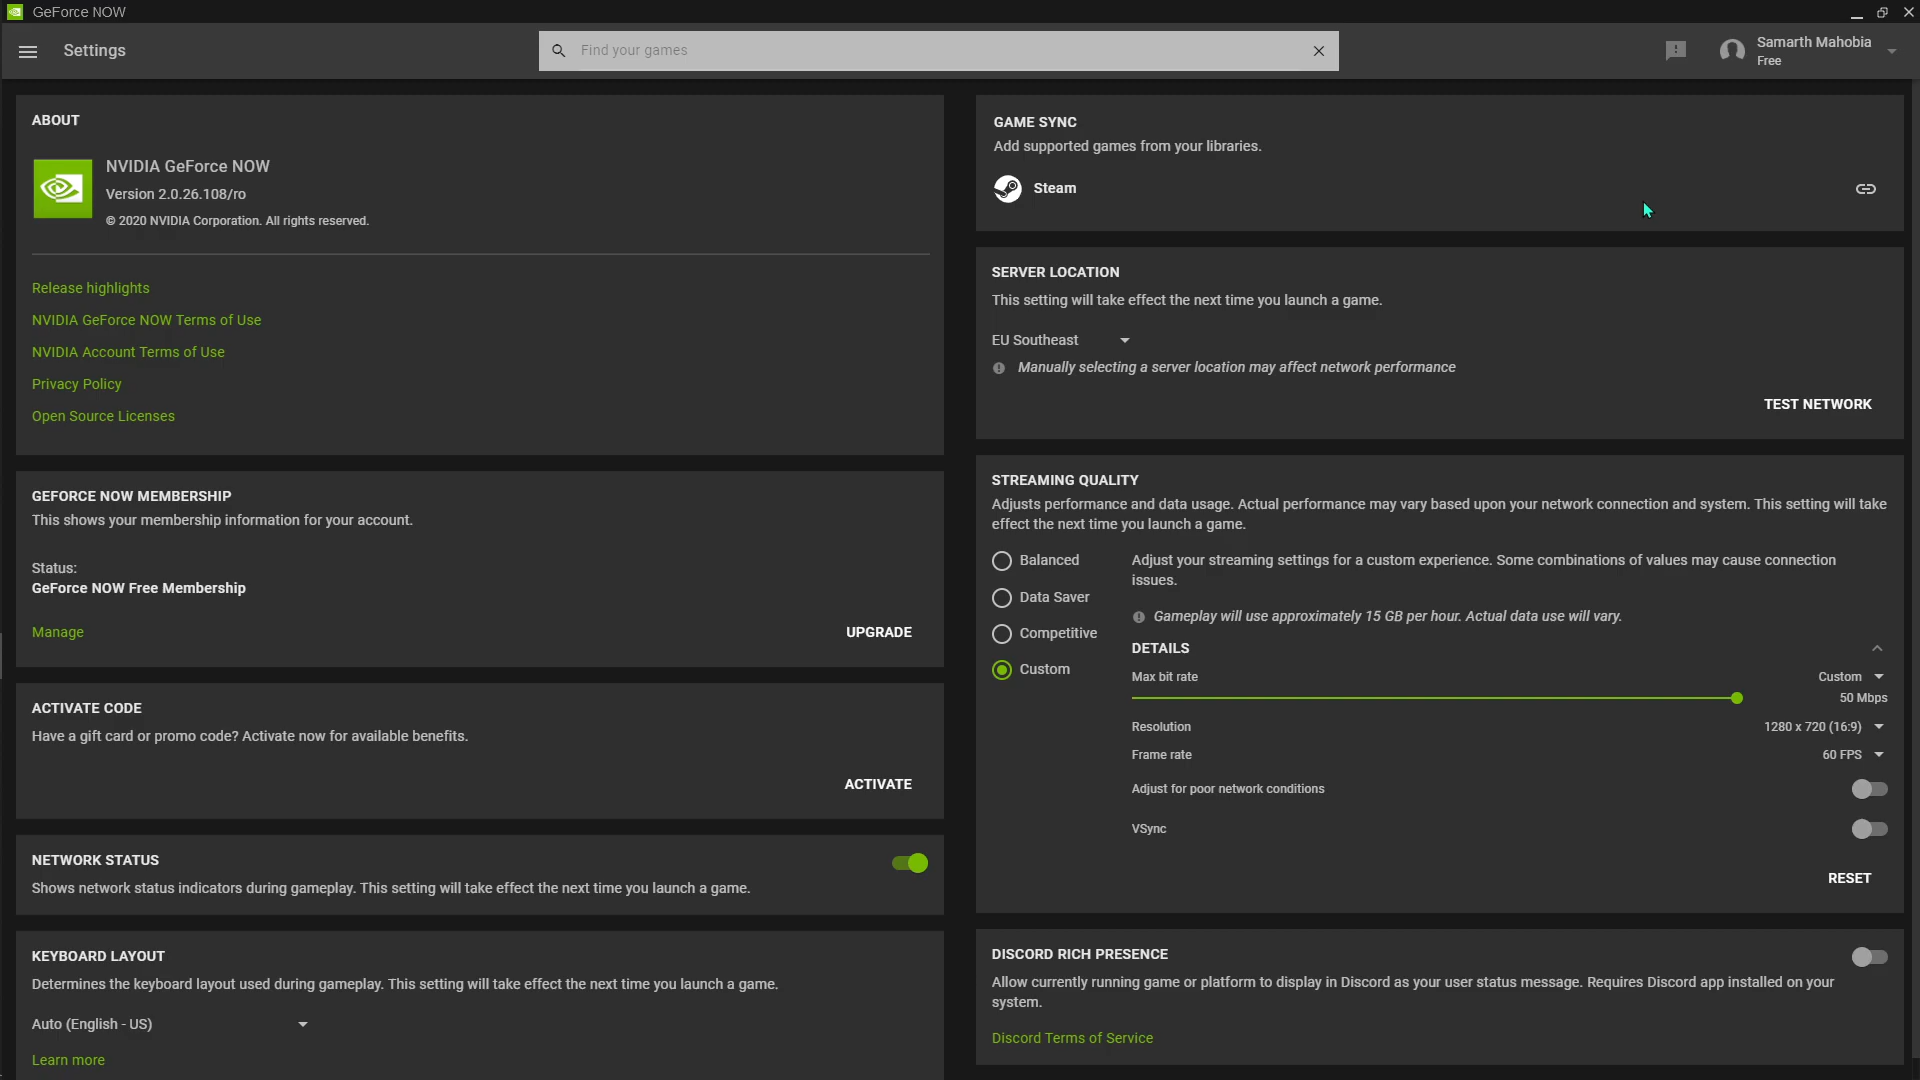 GeForce NOW
Settings
Find your games
Samarth Mahobia
Free
ABOUT
NVIDIA GeForce NOW
Version 2.0.26.108/ro
© 2020 NVIDIA Corporation. All rights reserved.
Release highlights
NVIDIA GeForce NOW Terms of Use
NVIDIA Account Terms of Use
Privacy Policy
Open Source Licenses
GEFORCE NOW MEMBERSHIP
This shows your membership information for your account.
Status:
GeForce NOW Free Membership
Manage
UPGRADE
ACTIVATE CODE
Have a gift card or promo code? Activate now for available benefits.
ACTIVATE
NETWORK STATUS
Shows network status indicators during gameplay. This setting will take effect the next time you launch a game.
KEYBOARD LAYOUT
Determines the keyboard layout used during gameplay. This setting will take effect the next time you launch a game.
Auto (English - US)
Learn more
GAME SYNC
Add supported games from your libraries.
Steam
SERVER LOCATION
This setting will take effect the next time you launch a game.
EU Southeast
Manually selecting a server location may affect network performance
TEST NETWORK
STREAMING QUALITY
Adjusts performance and data usage. Actual performance may vary based upon your network connection and system. This setting will take
effect the next time you launch a game.
Balanced
Data Saver
Competitive
Custom
Adjust your streaming settings for a custom experience. Some combinations of values may cause connection
issues.
Gameplay will use approximately 15 GB per hour. Actual data use will vary.
DETAILS
Max bit rate
Custom
50 Mbps
Resolution
1280 x 720 (16:9)
Frame rate
60 FPS
Adjust for poor network conditions
VSync
RESET
DISCORD RICH PRESENCE
Allow currently running game or platform to display in Discord as your user status message. Requires Discord app installed on your
system.
Discord Terms of Service